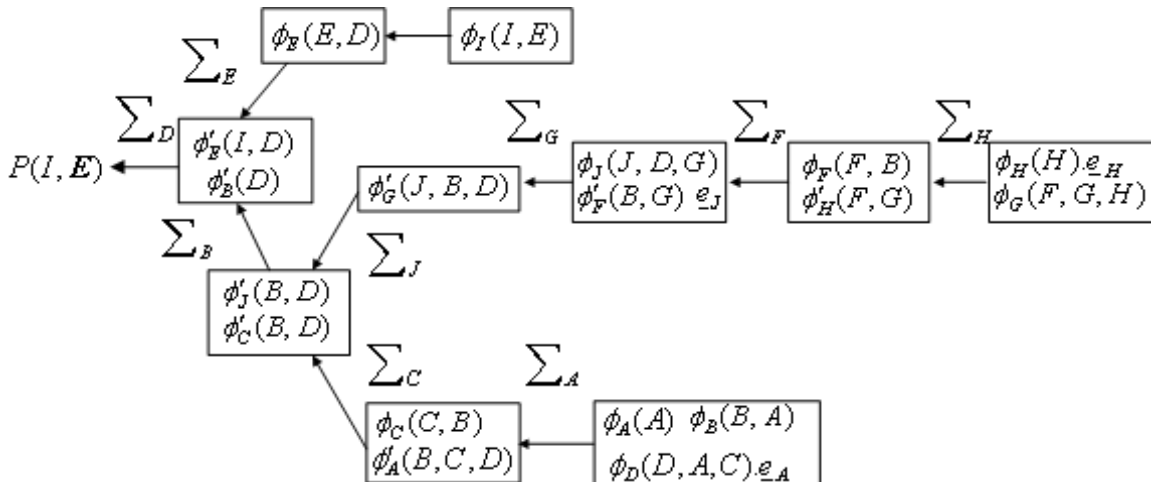 ϕ_E(E, D)
ϕ_I(I, E)
∑_E
∑_D
∑_G
∑_F
∑_H
P(I, E)
ϕ′_E(I, D)
ϕ′_B(D)
ϕ′_G(J, B, D)
ϕ_J(J, D, G)
ϕ′_F(B, G) e_J
ϕ_F(F, B)
ϕ′_H(F, G)
ϕ_H(H).e_H
ϕ_G(F, G, H)
∑_B
∑_J
ϕ′_J(B, D)
ϕ′_C(B, D)
∑_C
∑_A
ϕ_C(C, B)
ϕ′_A(B, C, D)
ϕ_A(A) ϕ_B(B, A)
ϕ_D(D, A, C).e_A